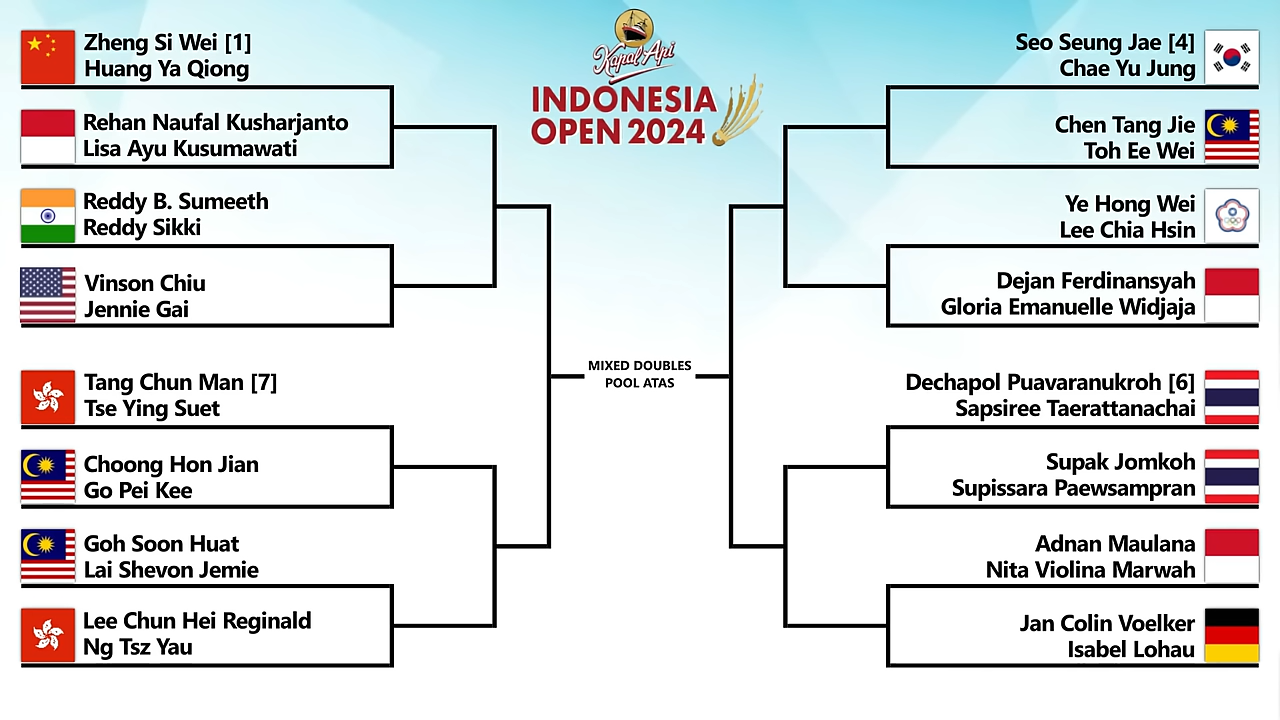 Kapal Api
INDONESIA
OPEN 2024
Zheng Si Wei [1]
Huang Ya Qiong
Rehan Naufal Kusharjanto
Lisa Ayu Kusumawati
Reddy B. Sumeeth
Reddy Sikki
Vinson Chiu
Jennie Gai
Tang Chun Man [7]
Tse Ying Suet
Choong Hon Jian
Go Pei Kee
Goh Soon Huat
Lai Shevon Jemie
Lee Chun Hei Reginald
Ng Tsz Yau
MIXED DOUBLES
POOL ATAS
Seo Seung Jae [4]
Chae Yu Jung
Chen Tang Jie
Toh Ee Wei
Ye Hong Wei
Lee Chia Hsin
Dejan Ferdinansyah
Gloria Emanuelle Widjaja
Dechapol Puavaranukroh [6]
Sapsiree Taerattanachai
Supak Jomkoh
Supissara Paewsampran
Adnan Maulana
Nita Violina Marwah
Jan Colin Voelker
Isabel Lohau